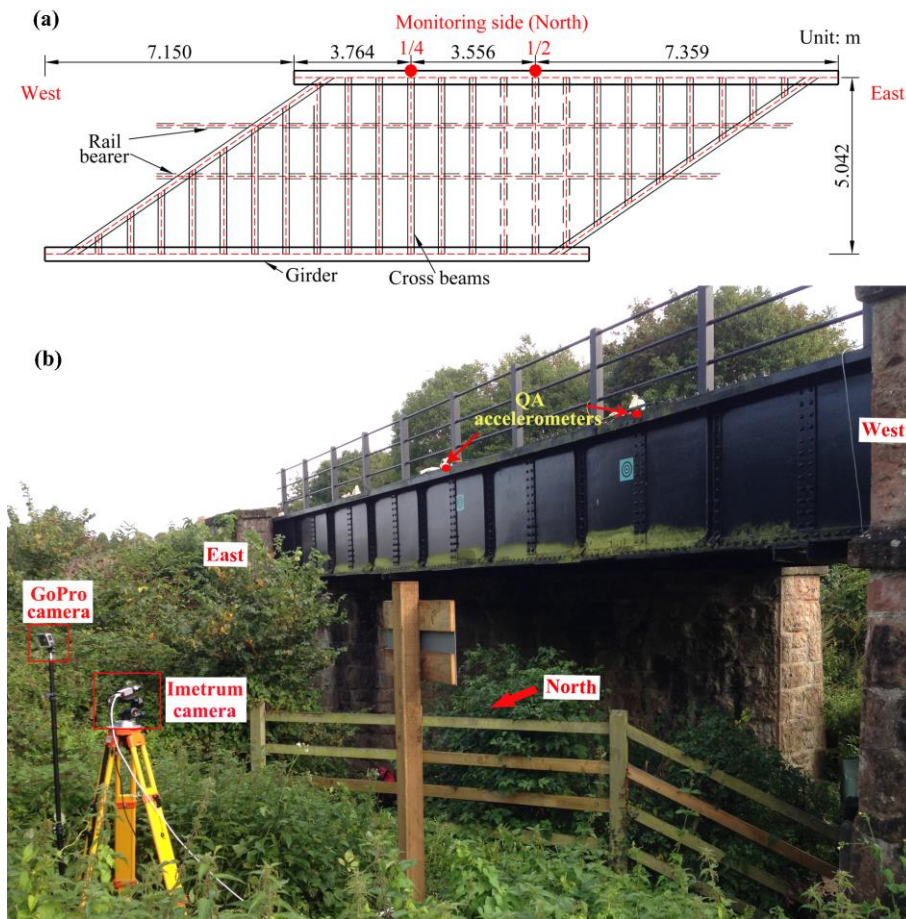 (a)
Monitoring side (North)
Unit: m
7.150
3.764
1/4
3.556
1/2
7.359
West
East
Rail
bearer
5.042
Girder
Cross beams
(b)
QA
accelerometers
West
East
GoPro
camera
Imetrum
camera
North